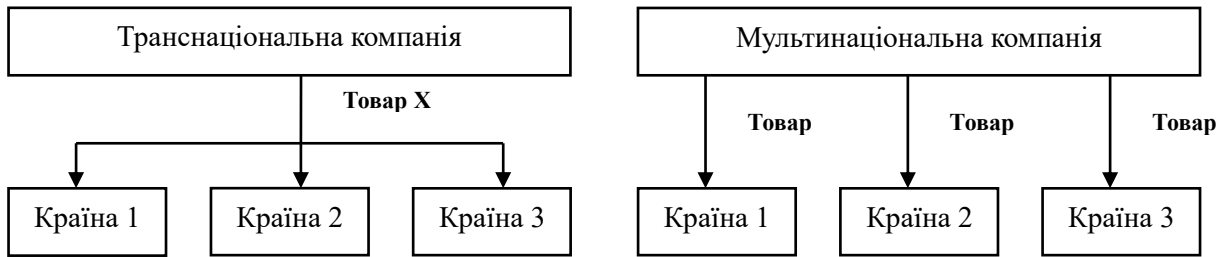 Транснаціональна компанія
Мультинаціональна компанія
Товар X
Товар
Товар
Товар
Країна 1
Країна 2
Країна 3
Країна 1
Країна 2
Країна 3